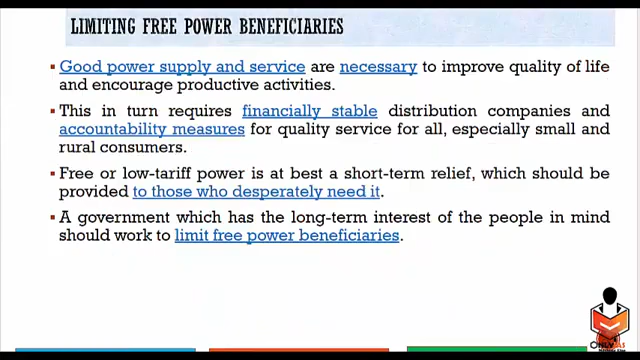 LIMITING FREE POWER BENEFICIARIES
▪ Good power supply and service are necessary to improve quality of life
and encourage productive activities.
▪ This in turn requires financially stable distribution companies and
accountability measures for quality service for all, especially small and
rural consumers.
▪ Free or low-tariff power is at best a short-term relief, which should be
provided to those who desperately need it.
▪ A government which has the long-term interest of the people in mind
should work to limit free power beneficiaries.